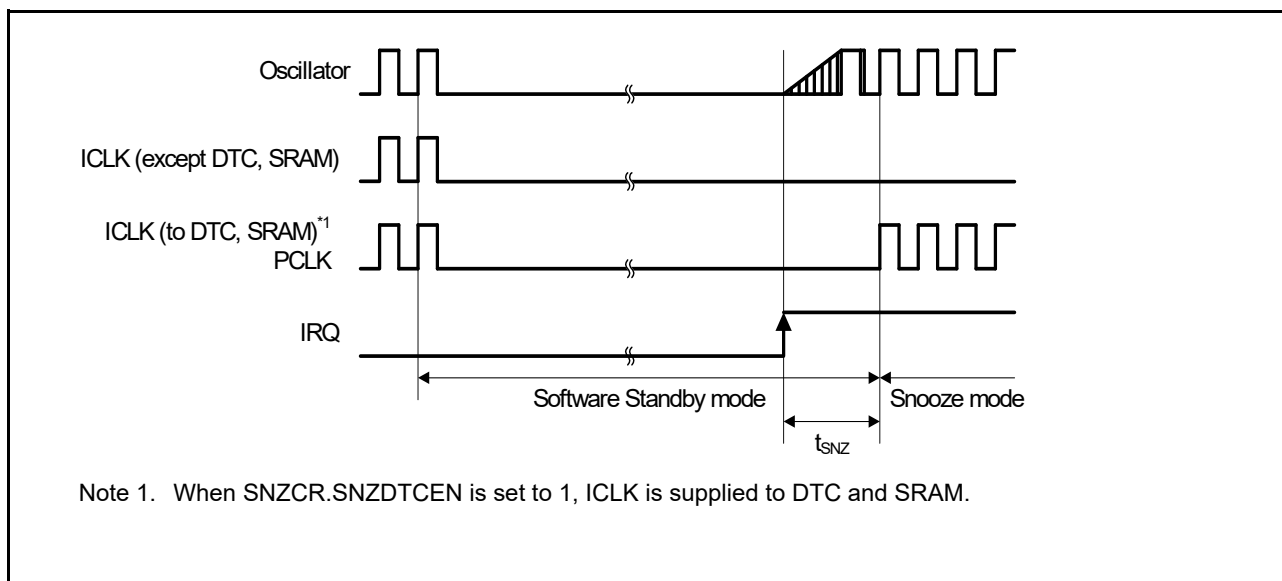 Oscillator
ICLK (except DTC, SRAM)
ICLK (to DTC, SRAM)*1
PCLK
IRQ
Software Standby mode
Snooze mode
tSNZ
Note 1. When SNZCR.SNZDTCEN is set to 1, ICLK is supplied to DTC and SRAM.